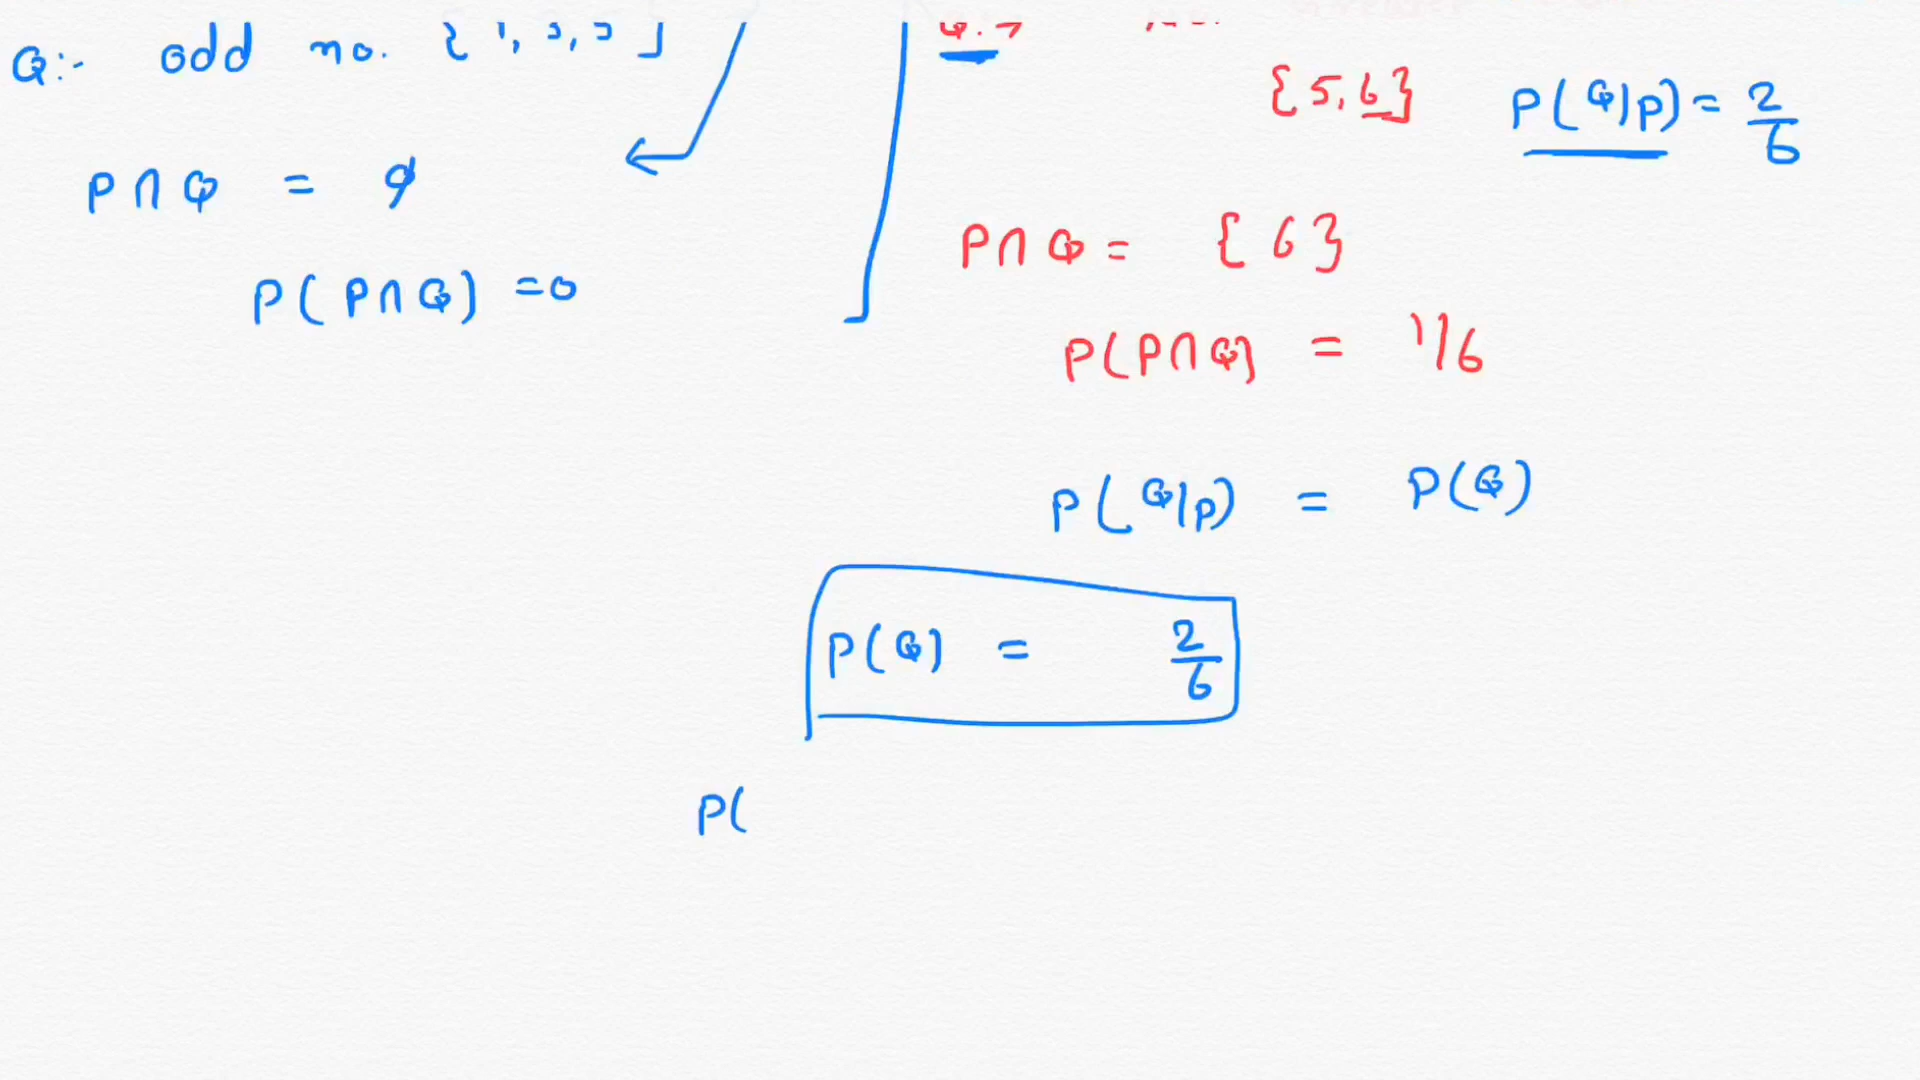 Q:- odd no. {1, 3, 5}
P∩Q = ϕ
P(P∩Q) =0
{5,6}
P(Q|P) = 2/6
P∩Q = {6}
P(P∩Q) = 1/6
P(Q|P) = P(Q)
P(Q) = 2/6
P(